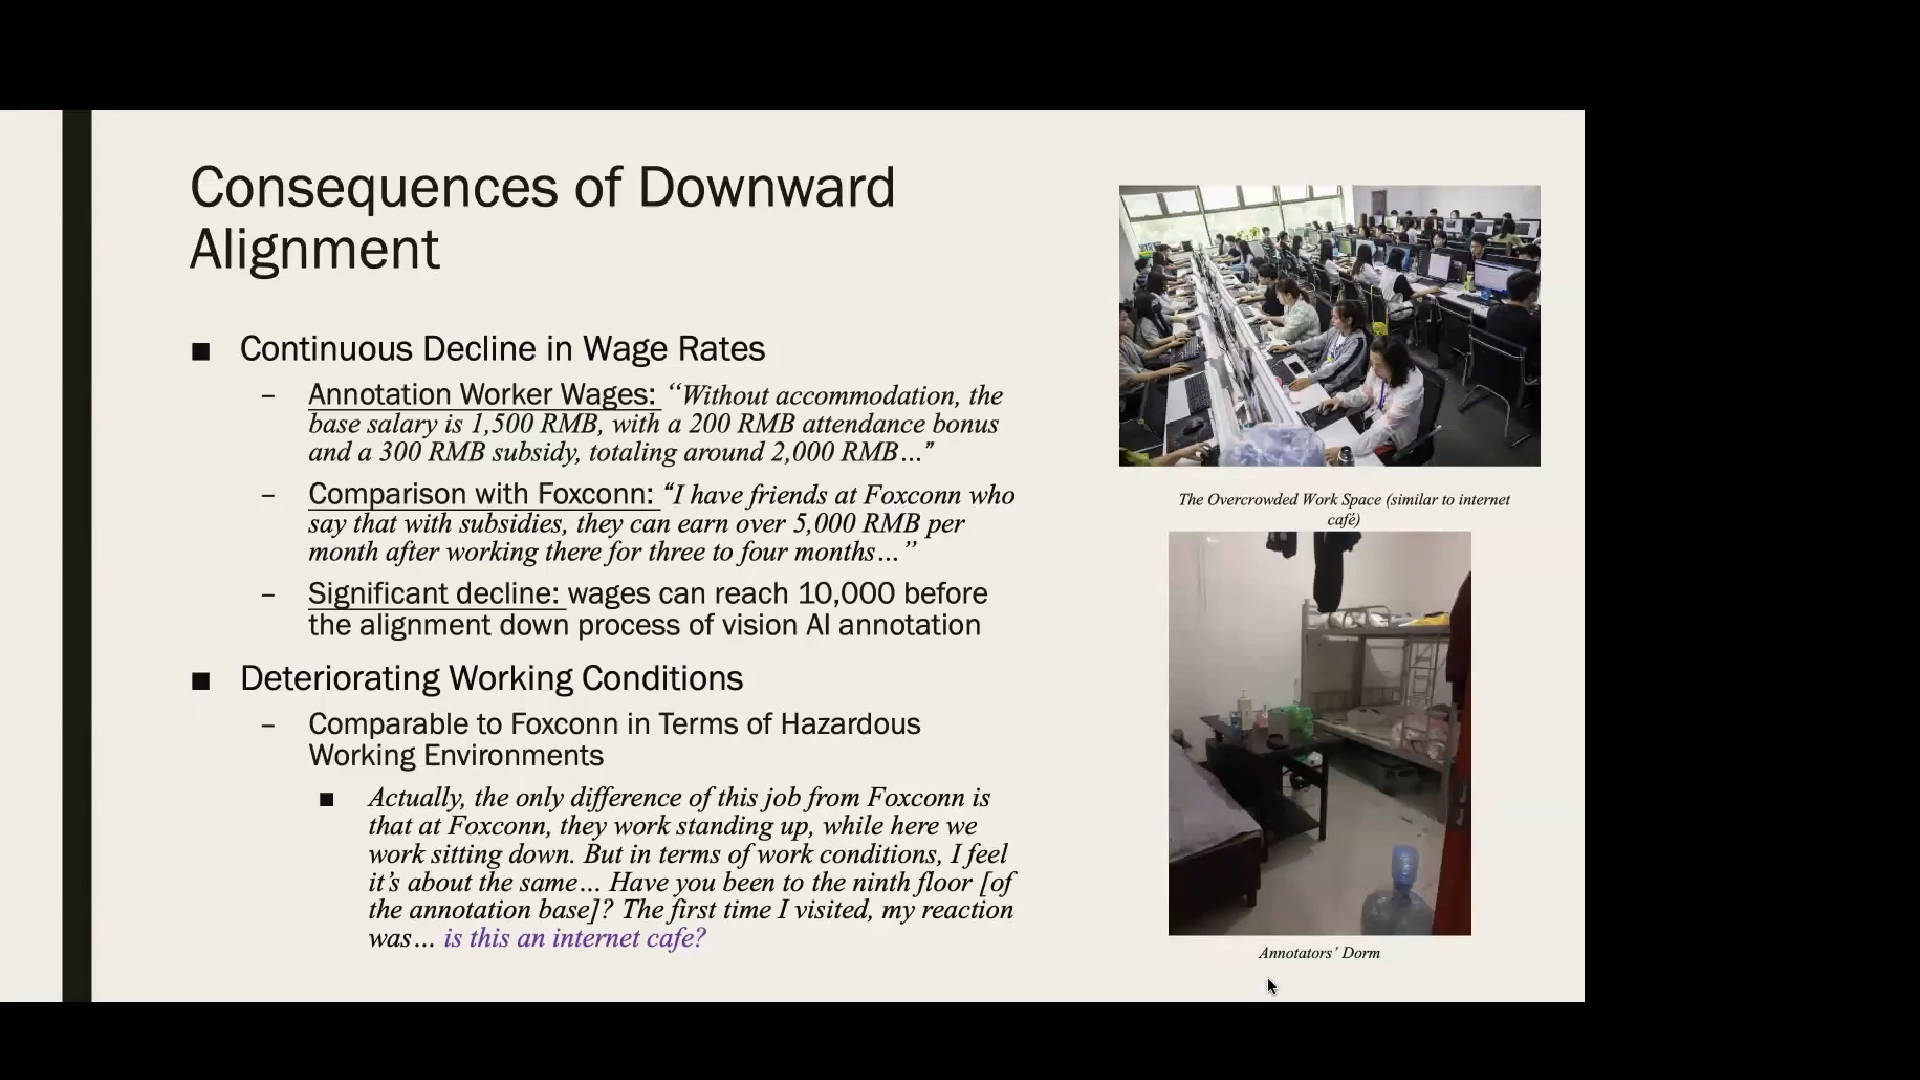 Consequences of Downward
Alignment
■ Continuous Decline in Wage Rates
– Annotation Worker Wages: “Without accommodation, the
base salary is 1,500 RMB, with a 200 RMB attendance bonus
and a 300 RMB subsidy, totaling around 2,000 RMB…”
– Comparison with Foxconn: “I have friends at Foxconn who
say that with subsidies, they can earn over 5,000 RMB per
month after working there for three to four months…”
– Significant decline: wages can reach 10,000 before
the alignment down process of vision AI annotation
■ Deteriorating Working Conditions
– Comparable to Foxconn in Terms of Hazardous
Working Environments
■ Actually, the only difference of this job from Foxconn is
that at Foxconn, they work standing up, while here we
work sitting down. But in terms of work conditions, I feel
it’s about the same… Have you been to the ninth floor [of
the annotation base]? The first time I visited, my reaction
was… is this an internet cafe?
The Overcrowded Work Space (similar to internet
café)
Annotators’ Dorm